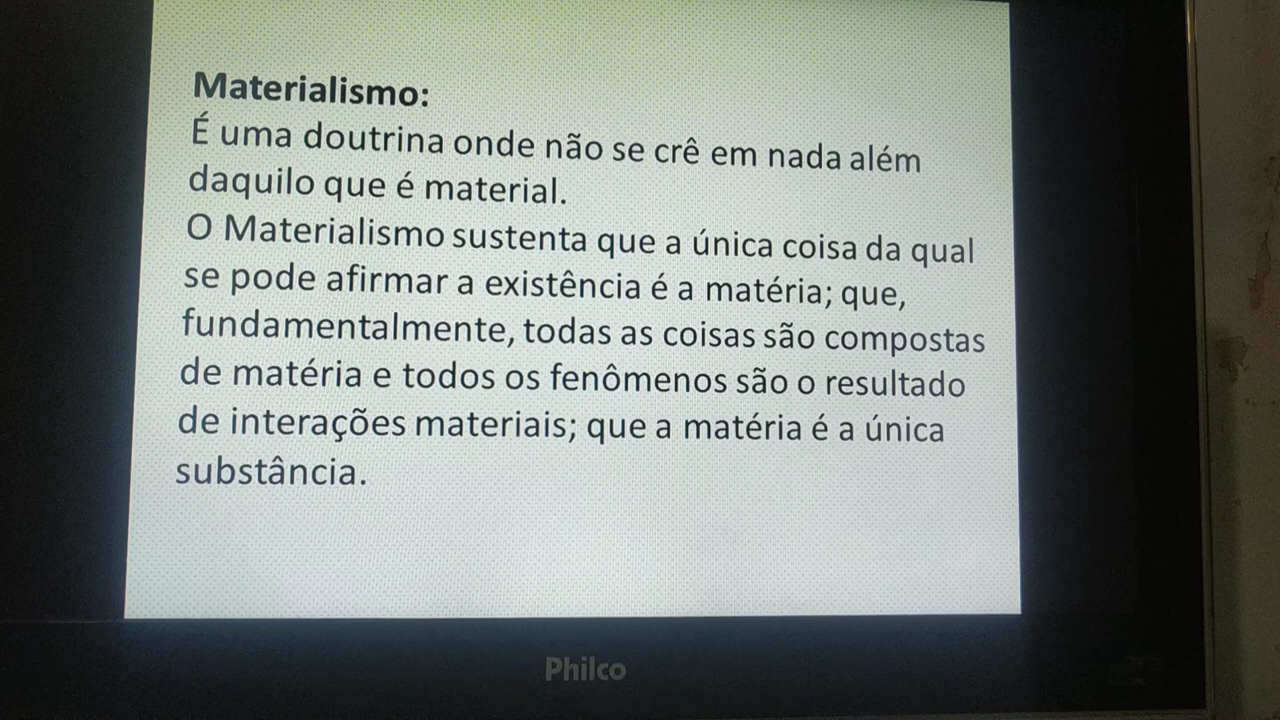 Materialismo:
É uma doutrina onde não se crê em nada além
daquilo que é material.
O Materialismo sustenta que a única coisa da qual
se pode afirmar a existência é a matéria; que,
fundamentalmente, todas as coisas são compostas
de matéria e todos os fenômenos são o resultado
de interações materiais; que a matéria é a única
substância.
Philco